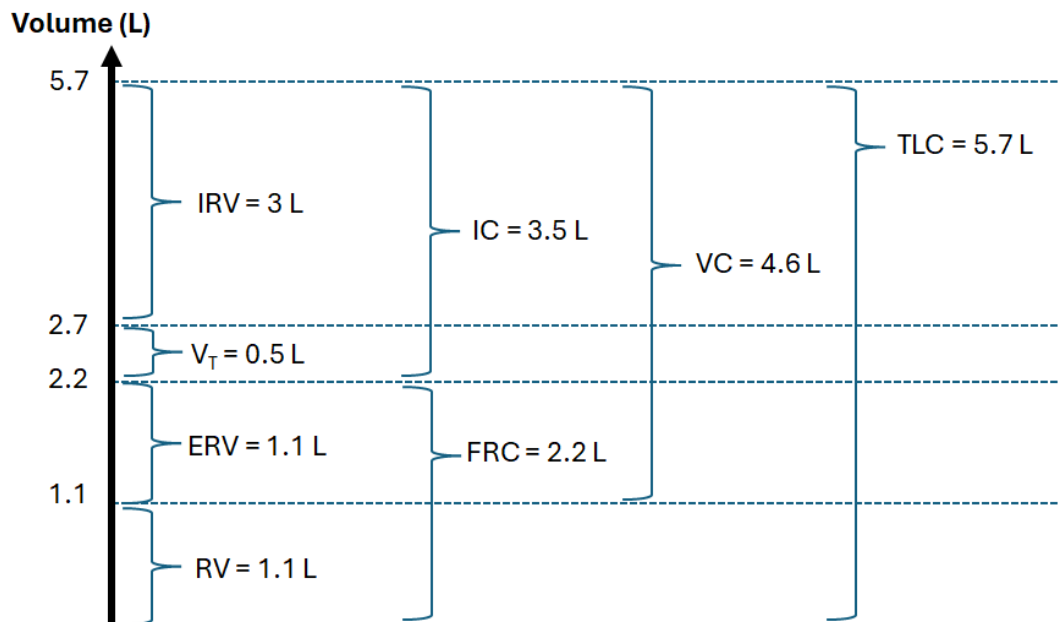 Volume (L)
5.7
TLC = 5.7 L
IRV = 3 L
IC = 3.5 L
VC = 4.6 L
2.7
V_T = 0.5 L
2.2
ERV = 1.1 L
FRC = 2.2 L
1.1
RV = 1.1 L